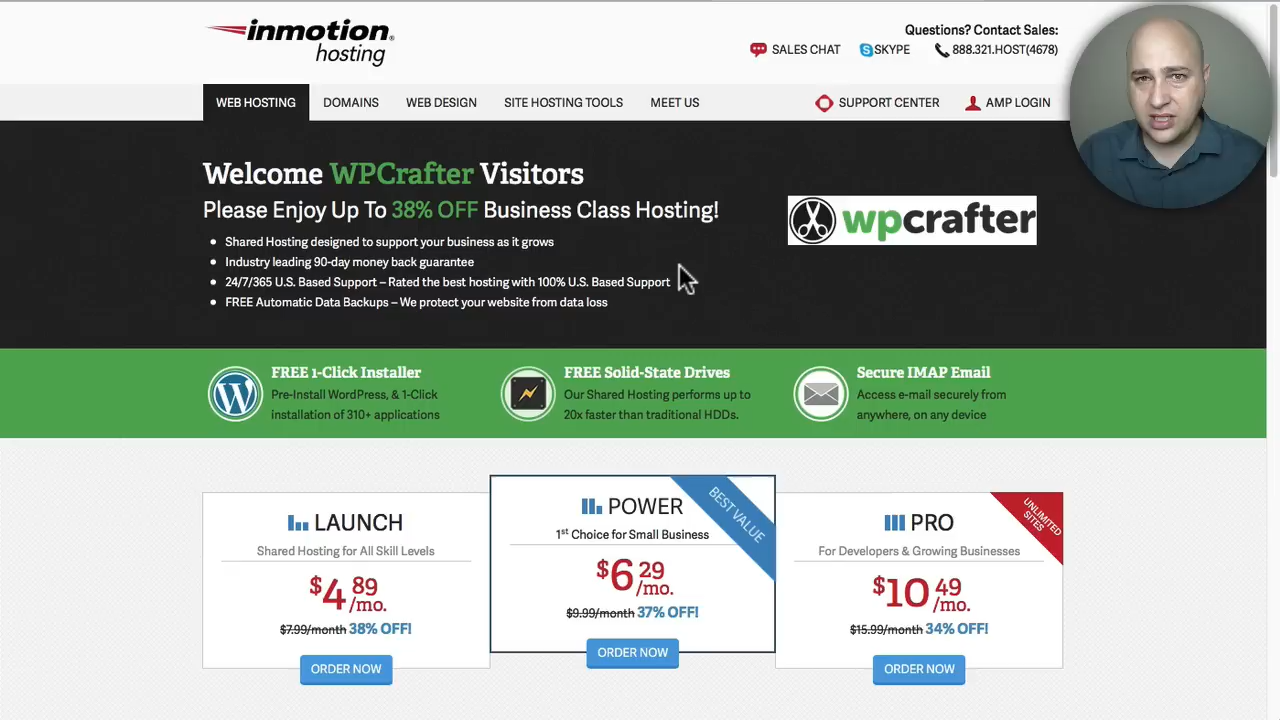 inmotion
hosting
Questions? Contact Sales:
SALES CHAT SKYPE 888.321.HOST(4678)
WEB HOSTING DOMAINS WEB DESIGN SITE HOSTING TOOLS MEET US SUPPORT CENTER AMP LOGIN
Welcome WPCrafter Visitors
Please Enjoy Up To 38% OFF Business Class Hosting!
Shared Hosting designed to support your business as it grows
Industry leading 90-day money back guarantee
24/7/365 U.S. Based Support – Rated the best hosting with 100% U.S. Based Support
FREE Automatic Data Backups – We protect your website from data loss
wpcrafter
FREE 1-Click Installer
Pre-Install WordPress, & 1-Click
installation of 310+ applications
FREE Solid-State Drives
Our Shared Hosting performs up to
20x faster than traditional HDDs.
Secure IMAP Email
Access e-mail securely from
anywhere, on any device
LAUNCH
Shared Hosting for All Skill Levels
$4 89 /mo.
$7.99/month 38% OFF!
ORDER NOW
BEST VALUE
POWER
1st Choice for Small Business
$6 29 /mo.
$9.99/month 37% OFF!
ORDER NOW
UNLIMITED
SITES
PRO
For Developers & Growing Businesses
$10 49 /mo.
$15.99/month 34% OFF!
ORDER NOW